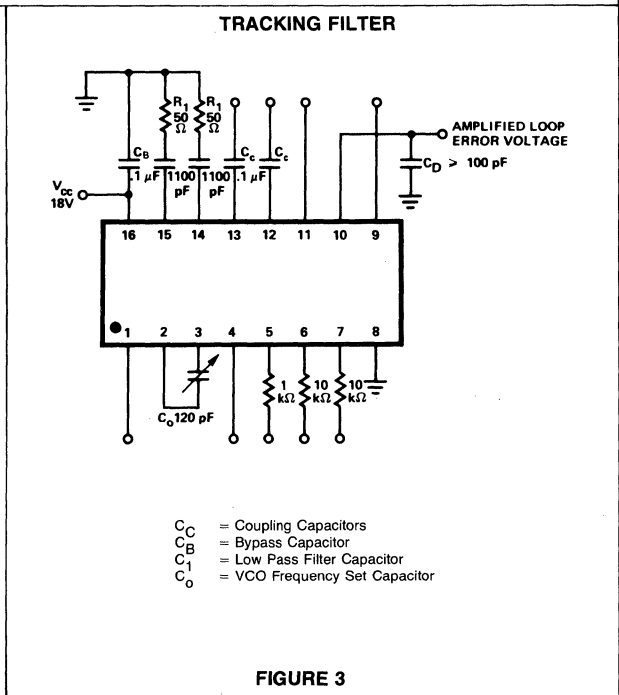 TRACKING FILTER
R1 50 Ω
R1 50 Ω
AMPLIFIED LOOP
ERROR VOLTAGE
CB .1 μF
1100 pF
1100 pF
Cc .1 μF
Cc
CD ⩾ 100 pF
Vcc 18V
16 15 14 13 12 11 10 9
1 2 3 4 5 6 7 8
1 kΩ
10 kΩ
10 kΩ
Co 120 pF
CC = Coupling Capacitors
CB = Bypass Capacitor
C1 = Low Pass Filter Capacitor
Co = VCO Frequency Set Capacitor
FIGURE 3